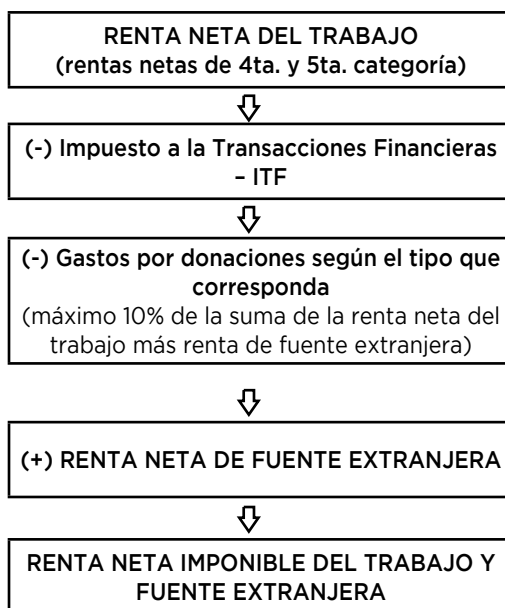 RENTA NETA DEL TRABAJO
(rentas netas de 4ta. y 5ta. categoría)
(-) Impuesto a la Transacciones Financieras
– ITF
(-) Gastos por donaciones según el tipo que
corresponda
(máximo 10% de la suma de la renta neta del
trabajo más renta de fuente extranjera)
(+) RENTA NETA DE FUENTE EXTRANJERA
RENTA NETA IMPONIBLE DEL TRABAJO Y
FUENTE EXTRANJERA